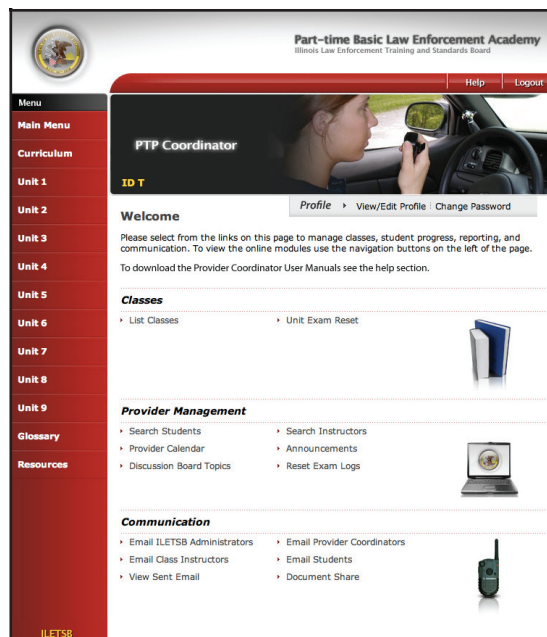 Part-time Basic Law Enforcement Academy
Illinois Law Enforcement Training and Standards Board
Help Logout
Menu
Main Menu
Curriculum
Unit 1
Unit 2
Unit 3
Unit 4
Unit 5
Unit 6
Unit 7
Unit 8
Unit 9
Glossary
Resources
ILETSB
PTP Coordinator
ID T
Profile View/Edit Profile Change Password
Welcome
Please select from the links on this page to manage classes, student progress, reporting, and
communication. To view the online modules use the navigation buttons on the left of the page.
To download the Provider Coordinator User Manuals see the help section.
Classes
List Classes Unit Exam Reset
Provider Management
Search Students Search Instructors
Provider Calendar Announcements
Discussion Board Topics Reset Exam Logs
Communication
Email ILETSB Administrators Email Provider Coordinators
Email Class Instructors Email Students
View Sent Email Document Share